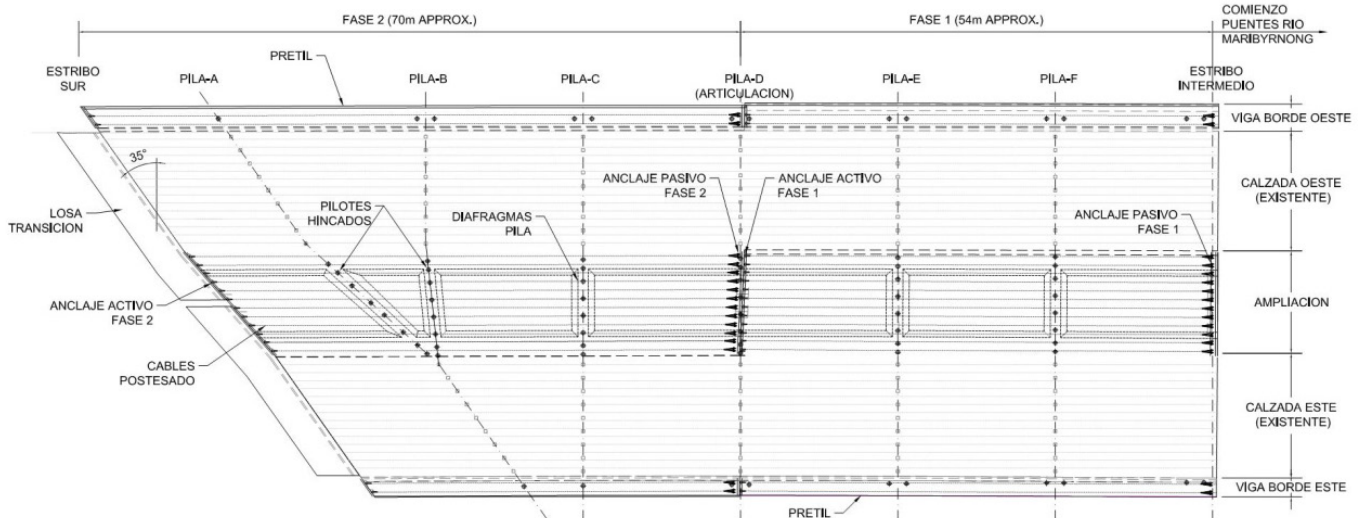 COMIENZO
PUENTES RIO
MARIBYRNONG
FASE 2 (70m APPROX.)
FASE 1 (54m APPROX.)
PRETIL
ESTRIBO
SUR
PILA-A
PILA-B
PILA-C
PILA-D
(ARTICULACION)
PILA-E
PILA-F
ESTRIBO
INTERMEDIO
VIGA BORDE OESTE
35°
LOSA
TRANSICION
PILOTES
HINCADOS
DIAFRAGMAS
PILA
ANCLAJE PASIVO
FASE 2
ANCLAJE ACTIVO
FASE 1
CALZADA OESTE
(EXISTENTE)
ANCLAJE PASIVO
FASE 1
ANCLAJE ACTIVO
FASE 2
AMPLIACION
CABLES
POSTESADO
CALZADA ESTE
(EXISTENTE)
VIGA BORDE ESTE
PRETIL